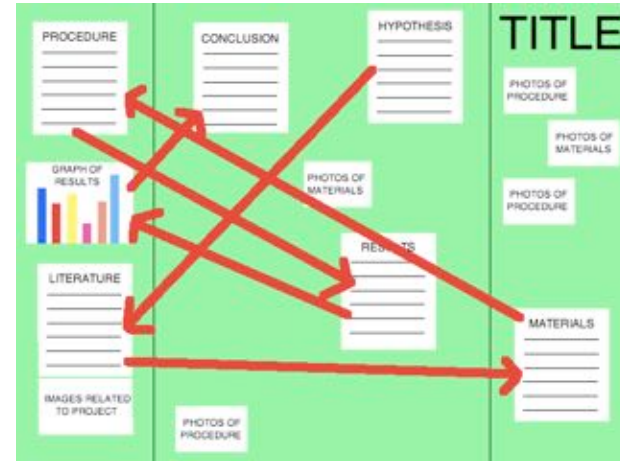 PROCEDURE
CONCLUSION
HYPOTHESIS
TITLE
PHOTOS OF
PROCEDURE
PHOTOS OF
MATERIALS
GRAPH OF
RESULTS
PHOTOS OF
MATERIALS
PHOTOS OF
PROCEDURE
RESULTS
LITERATURE
MATERIALS
IMAGES RELATED
TO PROJECT
PHOTOS OF
PROCEDURE